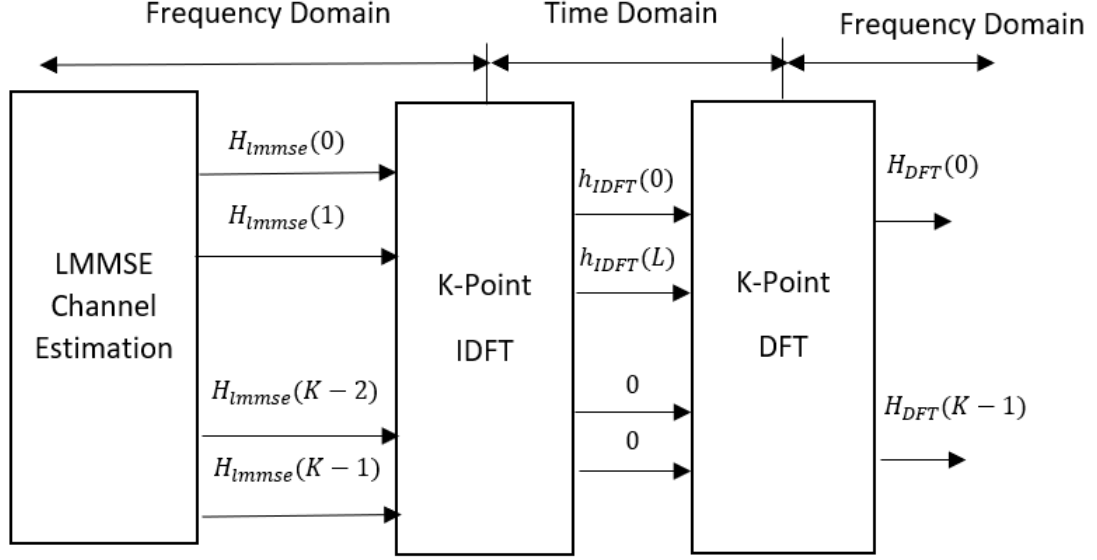 Frequency Domain
Time Domain
Frequency Domain
LMMSE
Channel
Estimation
H_{lmmse}(0)
H_{lmmse}(1)
H_{lmmse}(K − 2)
H_{lmmse}(K − 1)
K-Point
IDFT
h_{IDFT}(0)
h_{IDFT}(L)
0
0
K-Point
DFT
H_{DFT}(0)
H_{DFT}(K − 1)